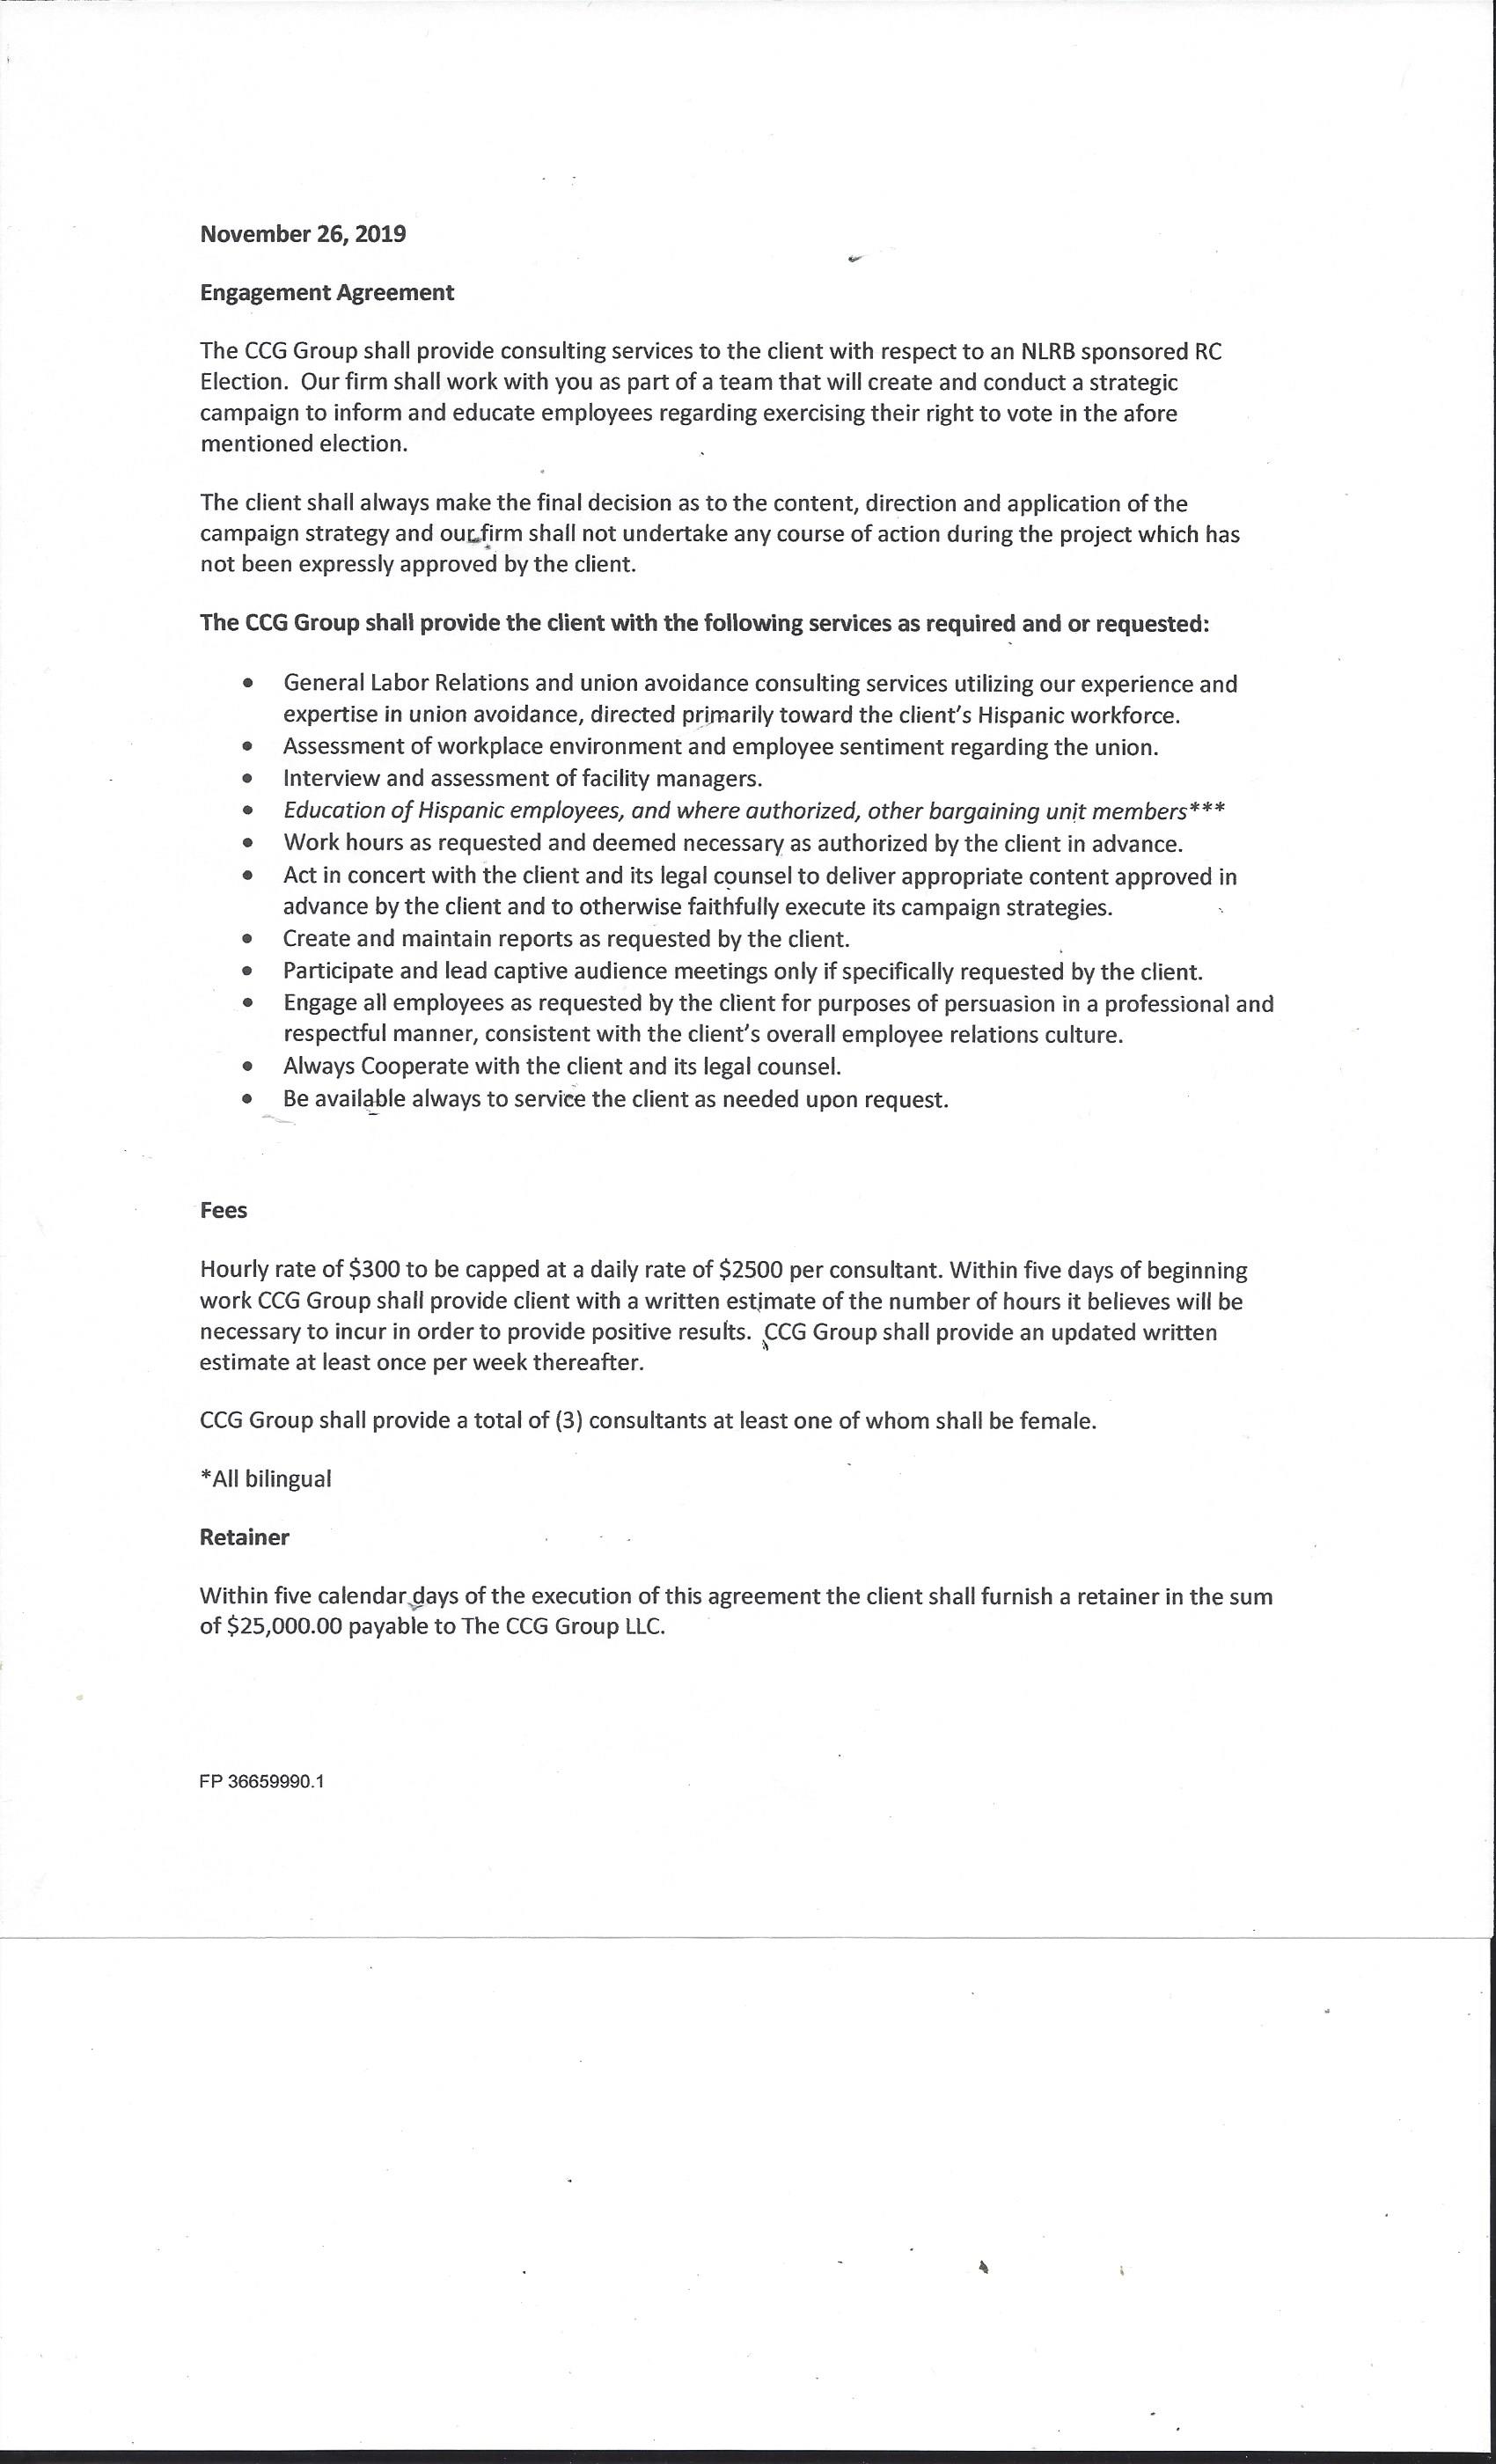 November 26, 2019
Engagement Agreement
The CCG Group shall provide consulting services to the client with respect to an NLRB sponsored RC
Election.  Our firm shall work with you as part of a team that will create and conduct a strategic
campaign to inform and educate employees regarding exercising their right to vote in the afore
mentioned election.
The client shall always make the final decision as to the content, direction and application of the
campaign strategy and our firm shall not undertake any course of action during the project which has
not been expressly approved by the client.
The CCG Group shall provide the client with the following services as required and or requested:
• General Labor Relations and union avoidance consulting services utilizing our experience and
expertise in union avoidance, directed primarily toward the client's Hispanic workforce.
• Assessment of workplace environment and employee sentiment regarding the union.
• Interview and assessment of facility managers.
• Education of Hispanic employees, and where authorized, other bargaining unit members***
• Work hours as requested and deemed necessary as authorized by the client in advance.
• Act in concert with the client and its legal counsel to deliver appropriate content approved in
advance by the client and to otherwise faithfully execute its campaign strategies.
• Create and maintain reports as requested by the client.
• Participate and lead captive audience meetings only if specifically requested by the client.
• Engage all employees as requested by the client for purposes of persuasion in a professional and
respectful manner, consistent with the client's overall employee relations culture.
• Always Cooperate with the client and its legal counsel.
• Be available always to service the client as needed upon request.
Fees
Hourly rate of $300 to be capped at a daily rate of $2500 per consultant. Within five days of beginning
work CCG Group shall provide client with a written estimate of the number of hours it believes will be
necessary to incur in order to provide positive results.  CCG Group shall provide an updated written
estimate at least once per week thereafter.
CCG Group shall provide a total of (3) consultants at least one of whom shall be female.
*All bilingual
Retainer
Within five calendar days of the execution of this agreement the client shall furnish a retainer in the sum
of $25,000.00 payable to The CCG Group LLC.
FP 36659990.1